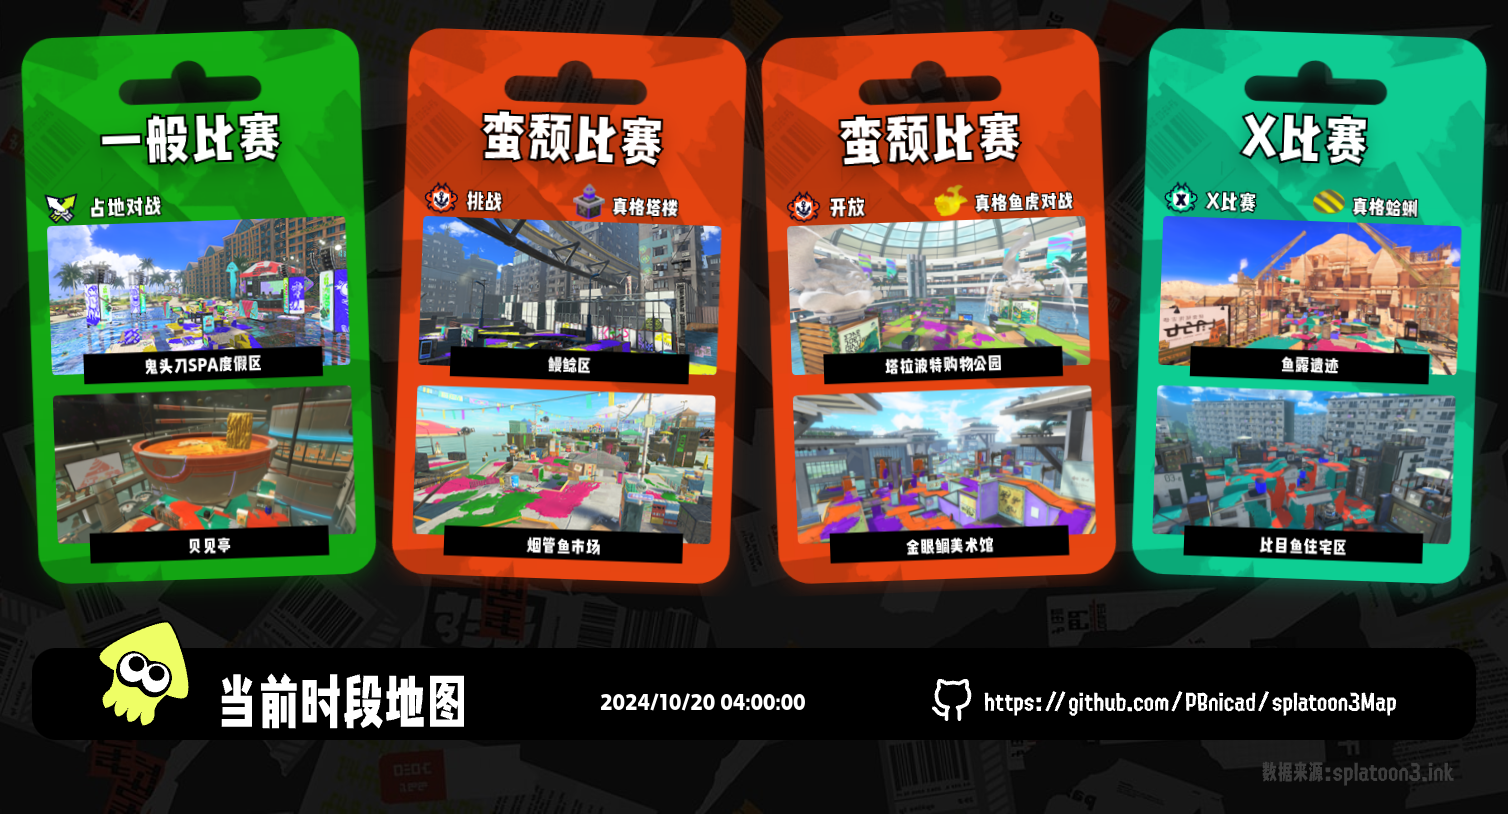 一般比赛
占地对战
鬼头刀SPA度假区
贝见亭
蛮颓比赛
挑战
真格塔楼
鳗鲶区
烟管鱼市场
蛮颓比赛
开放
真格鱼虎对战
塔拉波特购物公园
金眼鲷美术馆
X比赛
X比赛
真格蛤蜊
鱼露遗迹
比目鱼住宅区
当前时段地图
2024/10/20 04:00:00
https://github.com/PBnicad/splatoon3Map
数据来源:splatoon3.ink